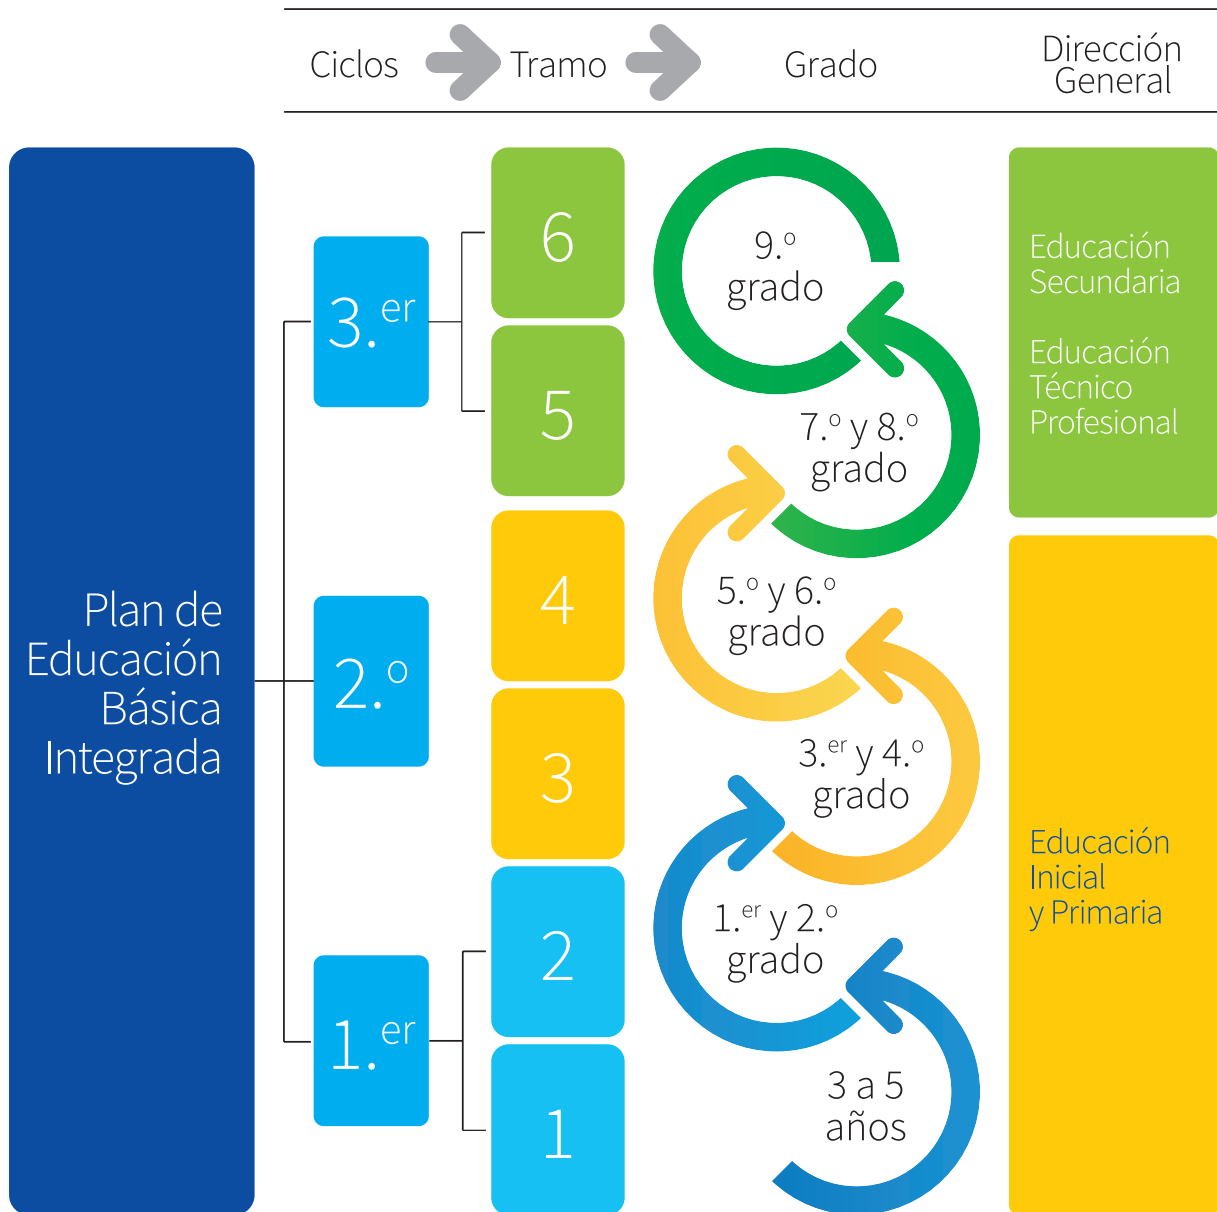 Ciclos
Tramo
Grado
Dirección
General
Plan de
Educación
Básica
Integrada
3.er
2.o
1.er
6
5
4
3
2
1
9.o
grado
7.o y 8.o
grado
5.o y 6.o
grado
3.er y 4.o
grado
1.er y 2.o
grado
3 a 5
años
Educación
Secundaria
Educación
Técnico
Profesional
Educación
Inicial
y Primaria